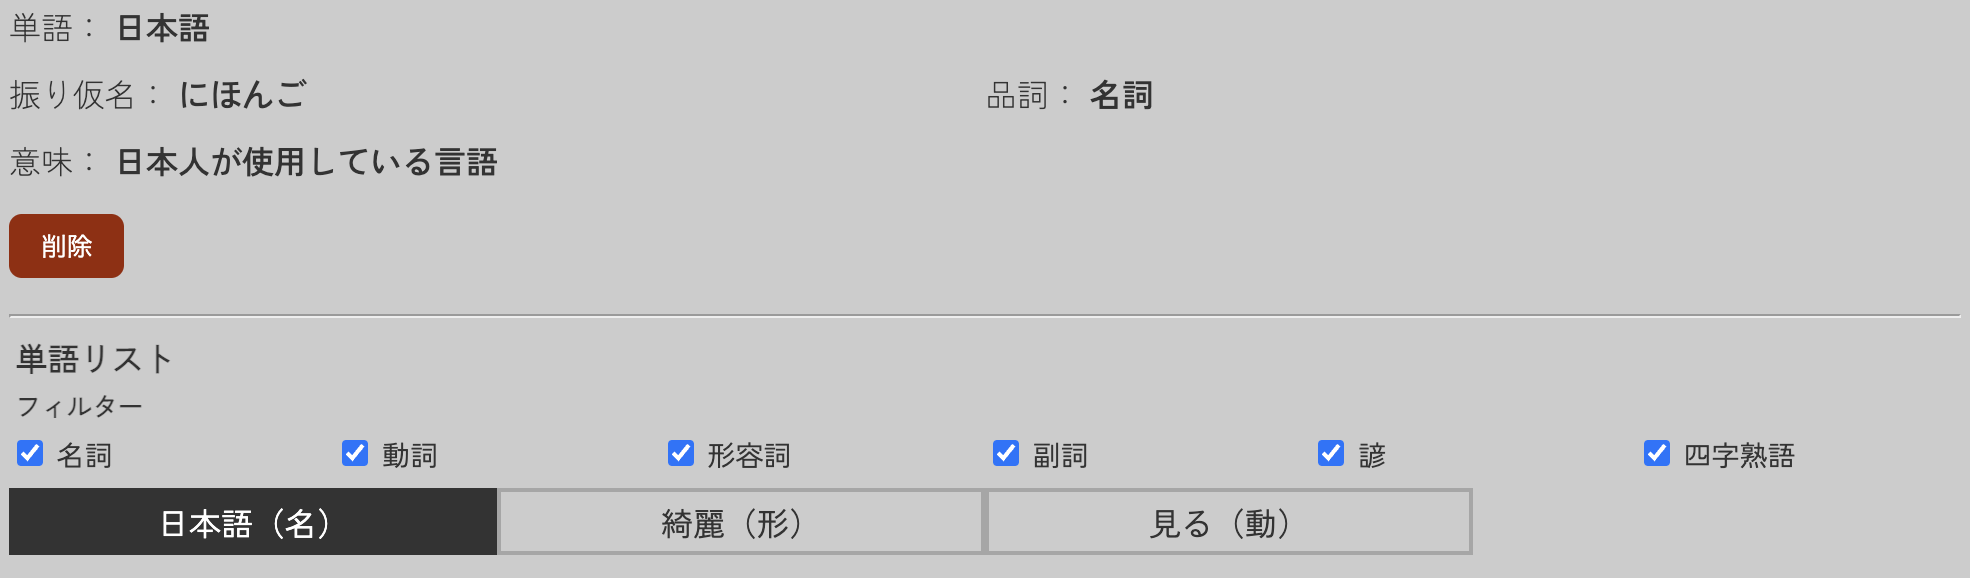 単語： 日本語
振り仮名： にほんご 品詞： 名詞
意味： 日本人が使用している言語
削除
単語リスト
フィルター
名詞 動詞 形容詞 副詞 諺 四字熟語
日本語（名） 綺麗（形） 見る（動）